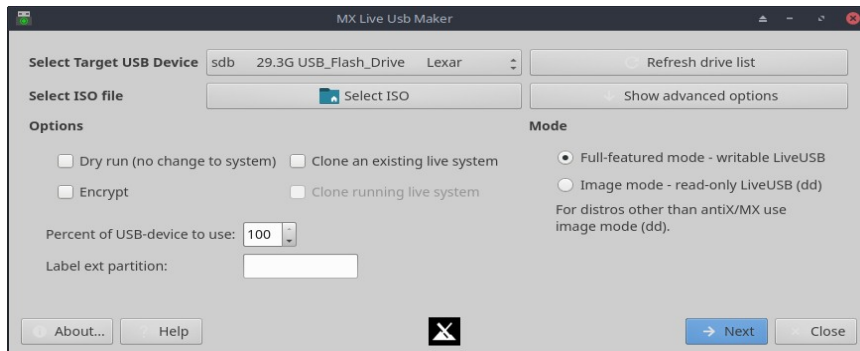 MX Live Usb Maker
Select Target USB Device sdb 29.3G USB_Flash_Drive Lexar Refresh drive list
Select ISO file Select ISO Show advanced options
Options Mode
Dry run (no change to system) Clone an existing live system Full-featured mode - writable LiveUSB
Encrypt Clone running live system Image mode - read-only LiveUSB (dd)
For distros other than antiX/MX use
image mode (dd).
Percent of USB-device to use: 100
Label ext partition:
About... Help Next Close